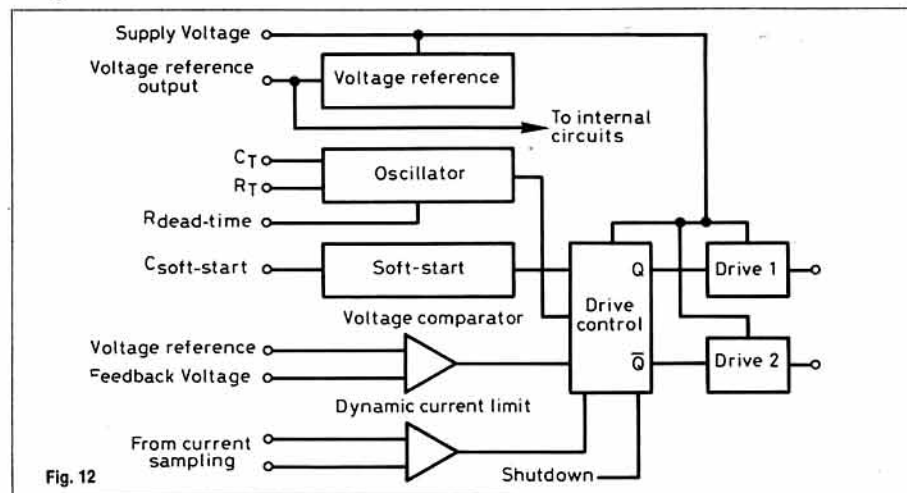 Supply Voltage
Voltage reference
output
Voltage reference
To internal
circuits
CT
RT
Oscillator
Rdead-time
Csoft-start
Soft-start
Q
Drive 1
Drive
control
Voltage comparator
Voltage reference
Feedback Voltage
Q̅
Drive 2
Dynamic current limit
From current
sampling
Shutdown
Fig. 12